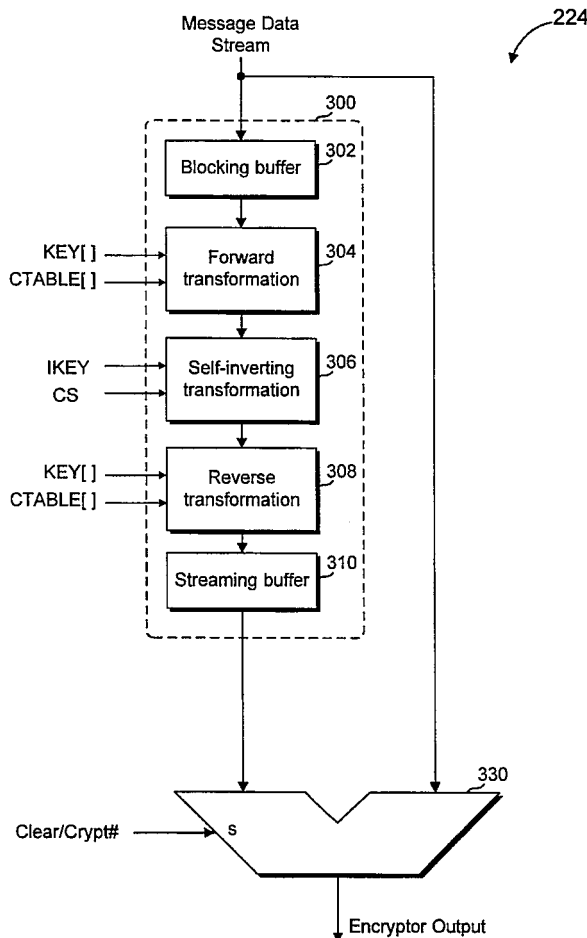 Message Data
Stream
224
300
Blocking buffer
302
KEY[ ]
CTABLE[ ]
Forward
transformation
304
IKEY
CS
Self-inverting
transformation
306
KEY[ ]
CTABLE[ ]
Reverse
transformation
308
Streaming buffer
310
330
Clear/Crypt#
s
Encryptor Output